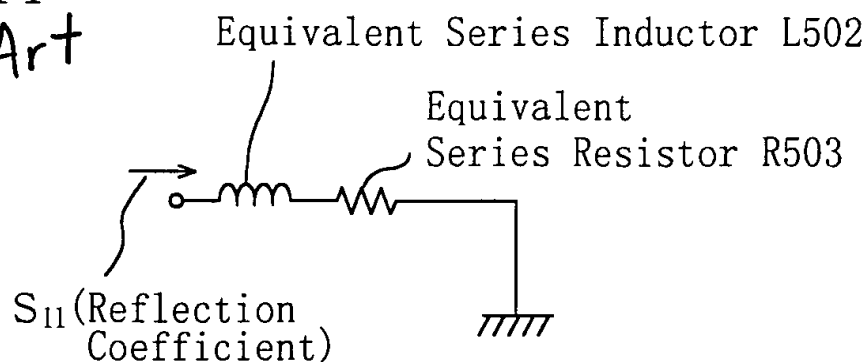 Art
Equivalent Series Inductor L502
Equivalent
Series Resistor R503
S₁₁(Reflection
Coefficient)